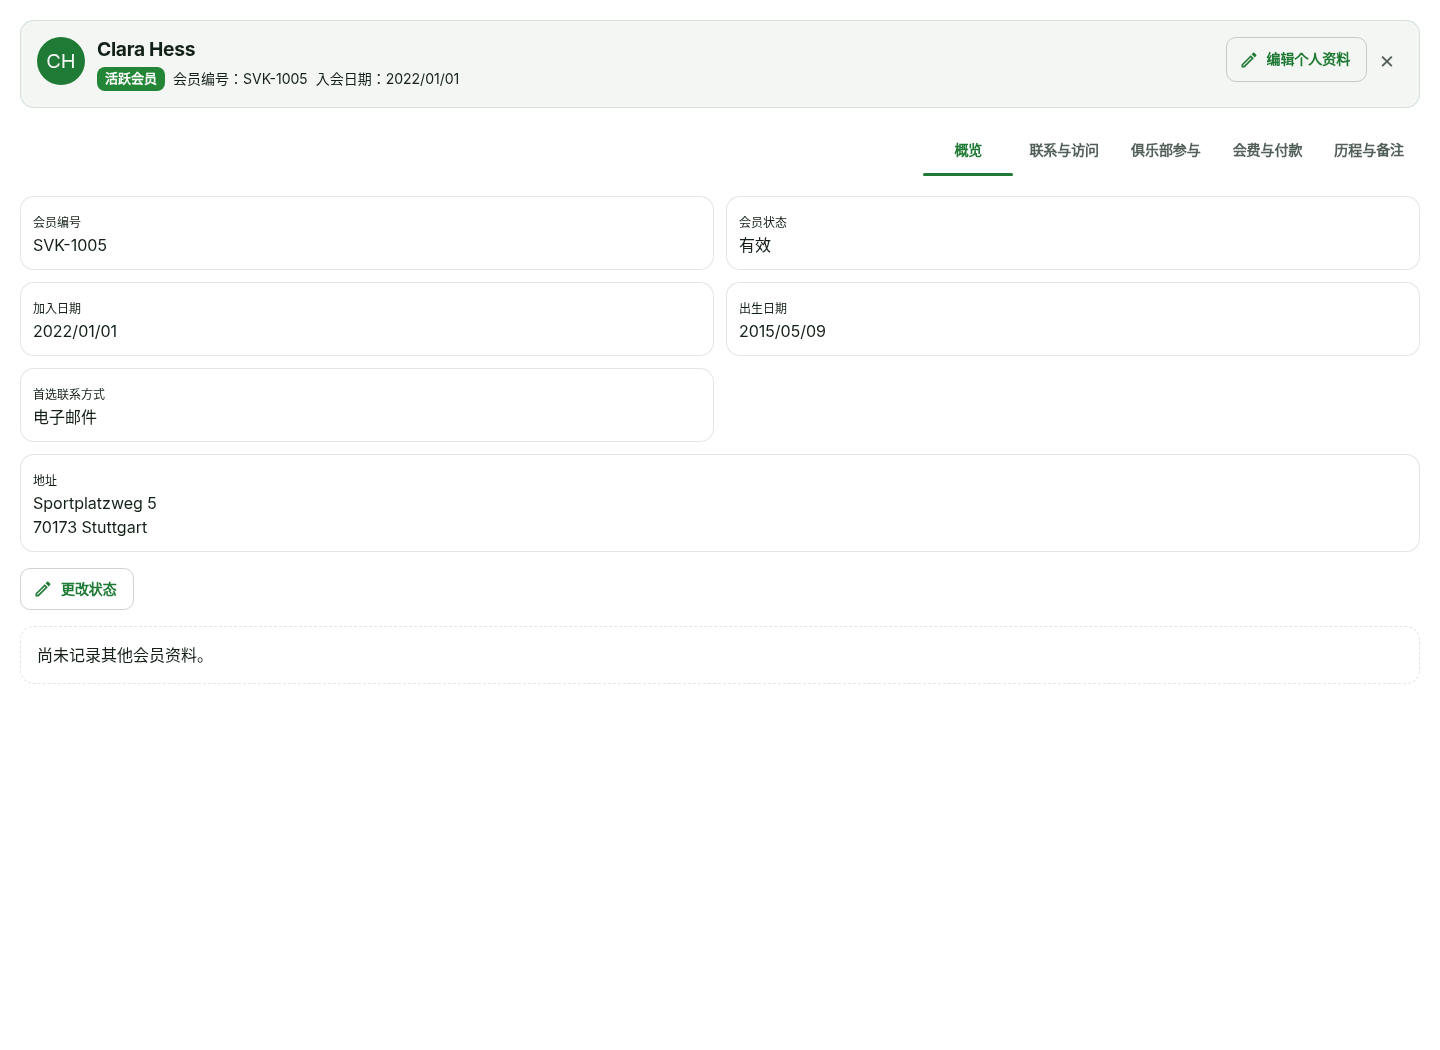 CH
Clara Hess
活跃会员 会员编号：SVK-1005 入会日期：2022/01/01
编辑个人资料
概览 联系与访问 俱乐部参与 会费与付款 历程与备注
会员编号
SVK-1005
会员状态
有效
加入日期
2022/01/01
出生日期
2015/05/09
首选联系方式
电子邮件
地址
Sportplatzweg 5
70173 Stuttgart
更改状态
尚未记录其他会员资料。